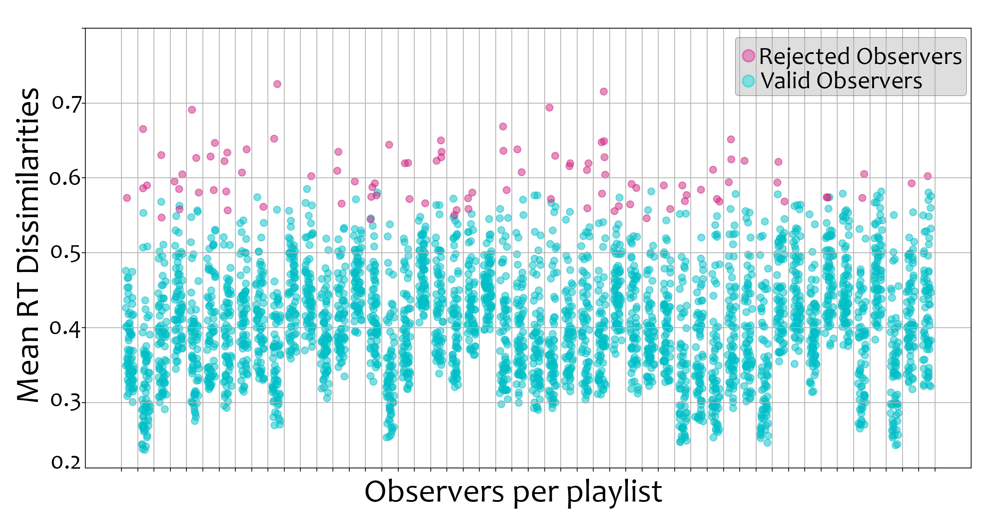 Rejected Observers
Valid Observers
Mean RT Dissimilarities
0.7
0.6
0.5
0.4
0.3
0.2
Observers per playlist